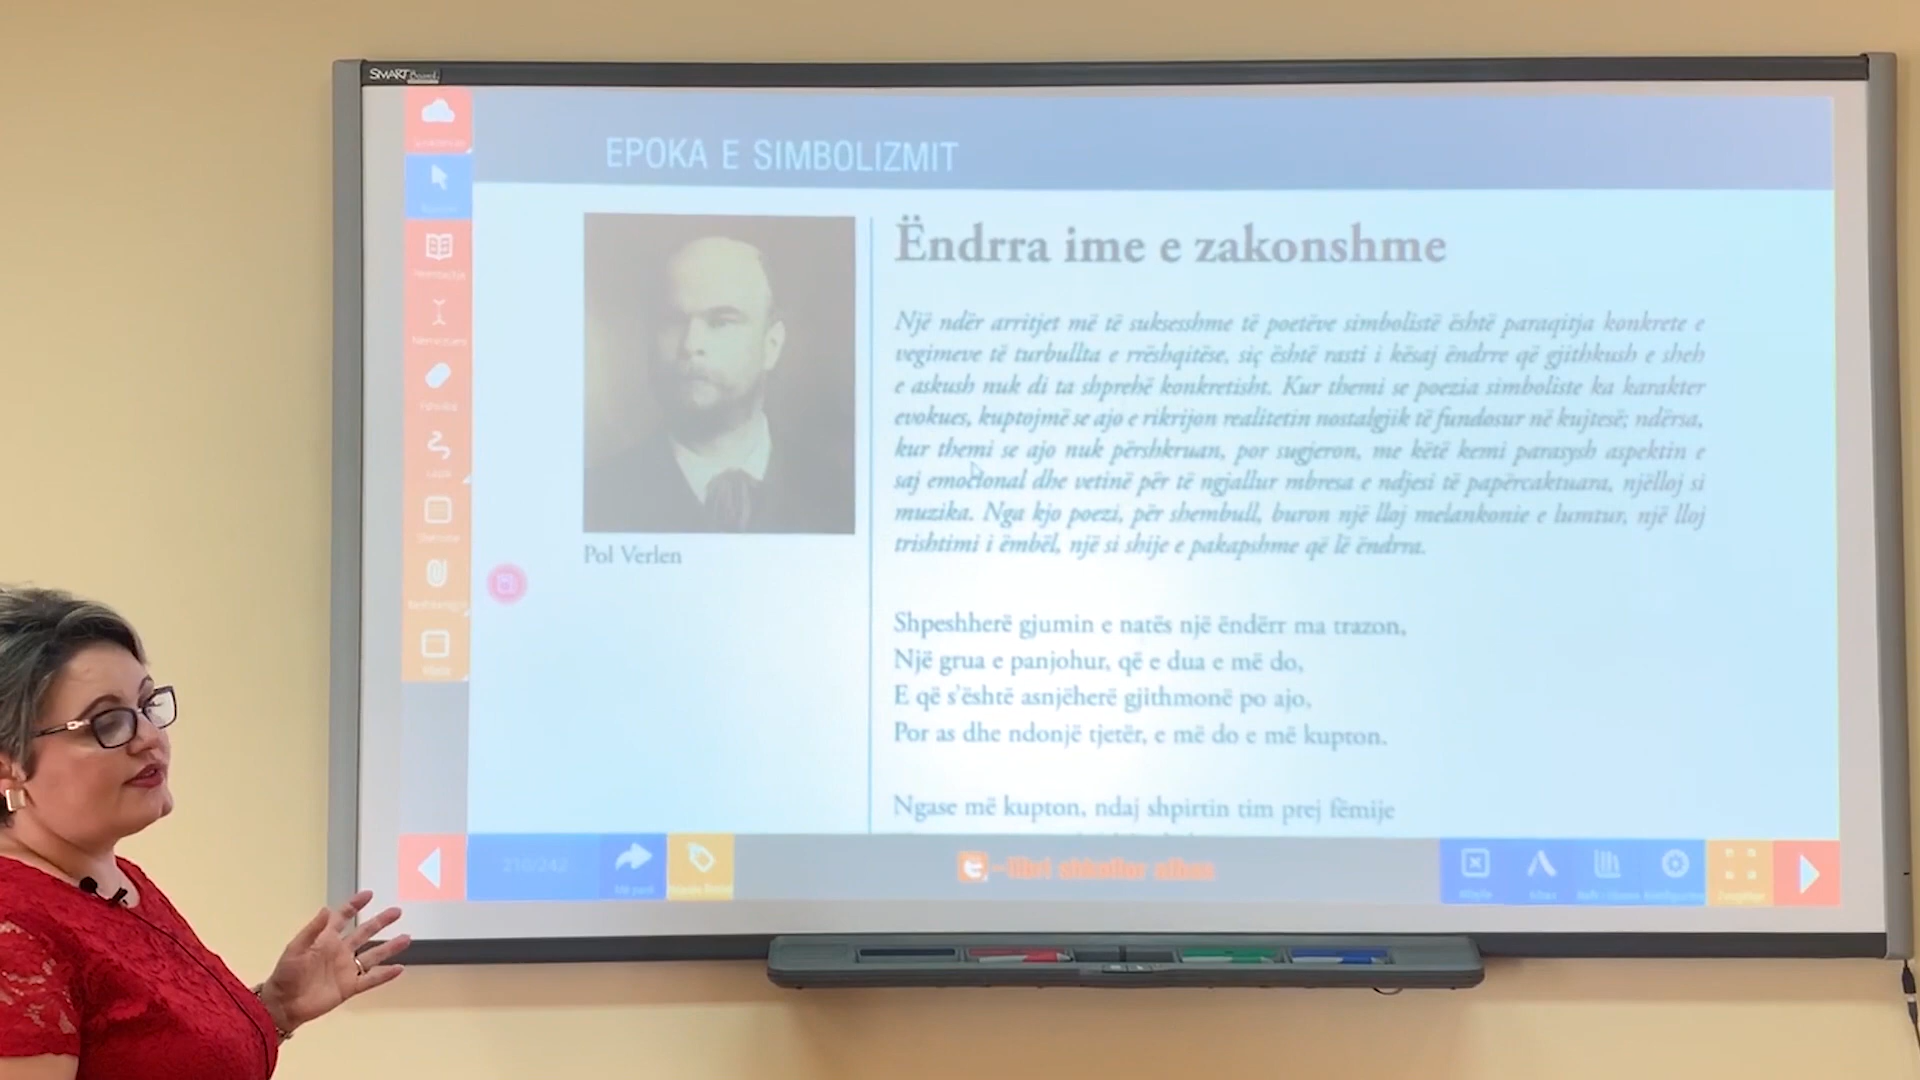 SMART Board
EPOKA E SIMBOLIZMIT
Ëndrra ime e zakonshme
Një ndër arritjet më të suksesshme të poetëve simbolistë është paraqitja konkrete e
vegimeve të turbullta e rrëshqitëse, siç është rasti i kësaj ëndrre që gjithkush e sheh
e askush nuk di ta shprehë konkretisht. Kur themi se poezia simboliste ka karakter
evokues, kuptojmë se ajo e rikrijon realitetin nostalgjik të fundosur në kujtesë; ndërsa,
kur themi se ajo nuk përshkruan, por sugjeron, me këtë kemi parasysh aspektin e
saj emocional dhe vetinë për të ngjallur mbresa e ndjesi të papërcaktuara, njëlloj si
muzika. Nga kjo poezi, për shembull, buron një lloj melankonie e lumtur, një lloj
trishtimi i ëmbël, një si shije e pakapshme që lë ëndrra.
Pol Verlen
Shpeshherë gjumin e natës një ëndërr ma trazon,
Një grua e panjohur, që e dua e më do,
E që s'është asnjëherë gjithmonë po ajo,
Por as dhe ndonjë tjetër, e më do e më kupton.
Ngase më kupton, ndaj shpirtin tim prej fëmije
210/242
e-libri shkollor albas